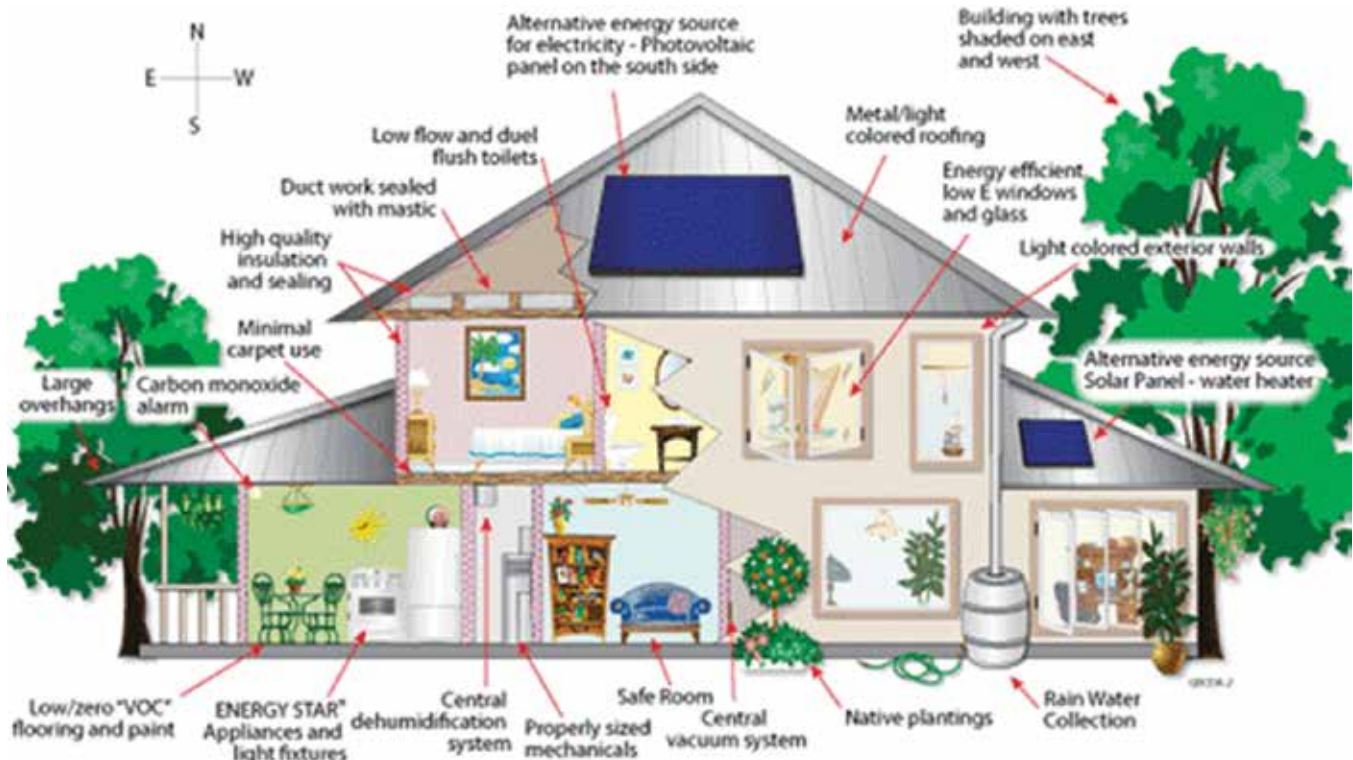 N
E
W
S
Alternative energy source
for electricity - Photovoltaic
panel on the south side
Building with trees
shaded on east
and west
Low flow and duel
flush toilets
Metal/light
colored roofing
Duct work sealed
with mastic
Energy efficient
low E windows
and glass
High quality
insulation
and sealing
Light colored exterior walls
Minimal
carpet use
Alternative energy source
Solar Panel - water heater
Large
overhangs
Carbon monoxide
alarm
Low/zero "VOC"
flooring and paint
ENERGY STAR®
Appliances and
light fixtures
Central
dehumidification
system
Properly sized
mechanicals
Safe Room
Central
vacuum system
Native plantings
Rain Water
Collection